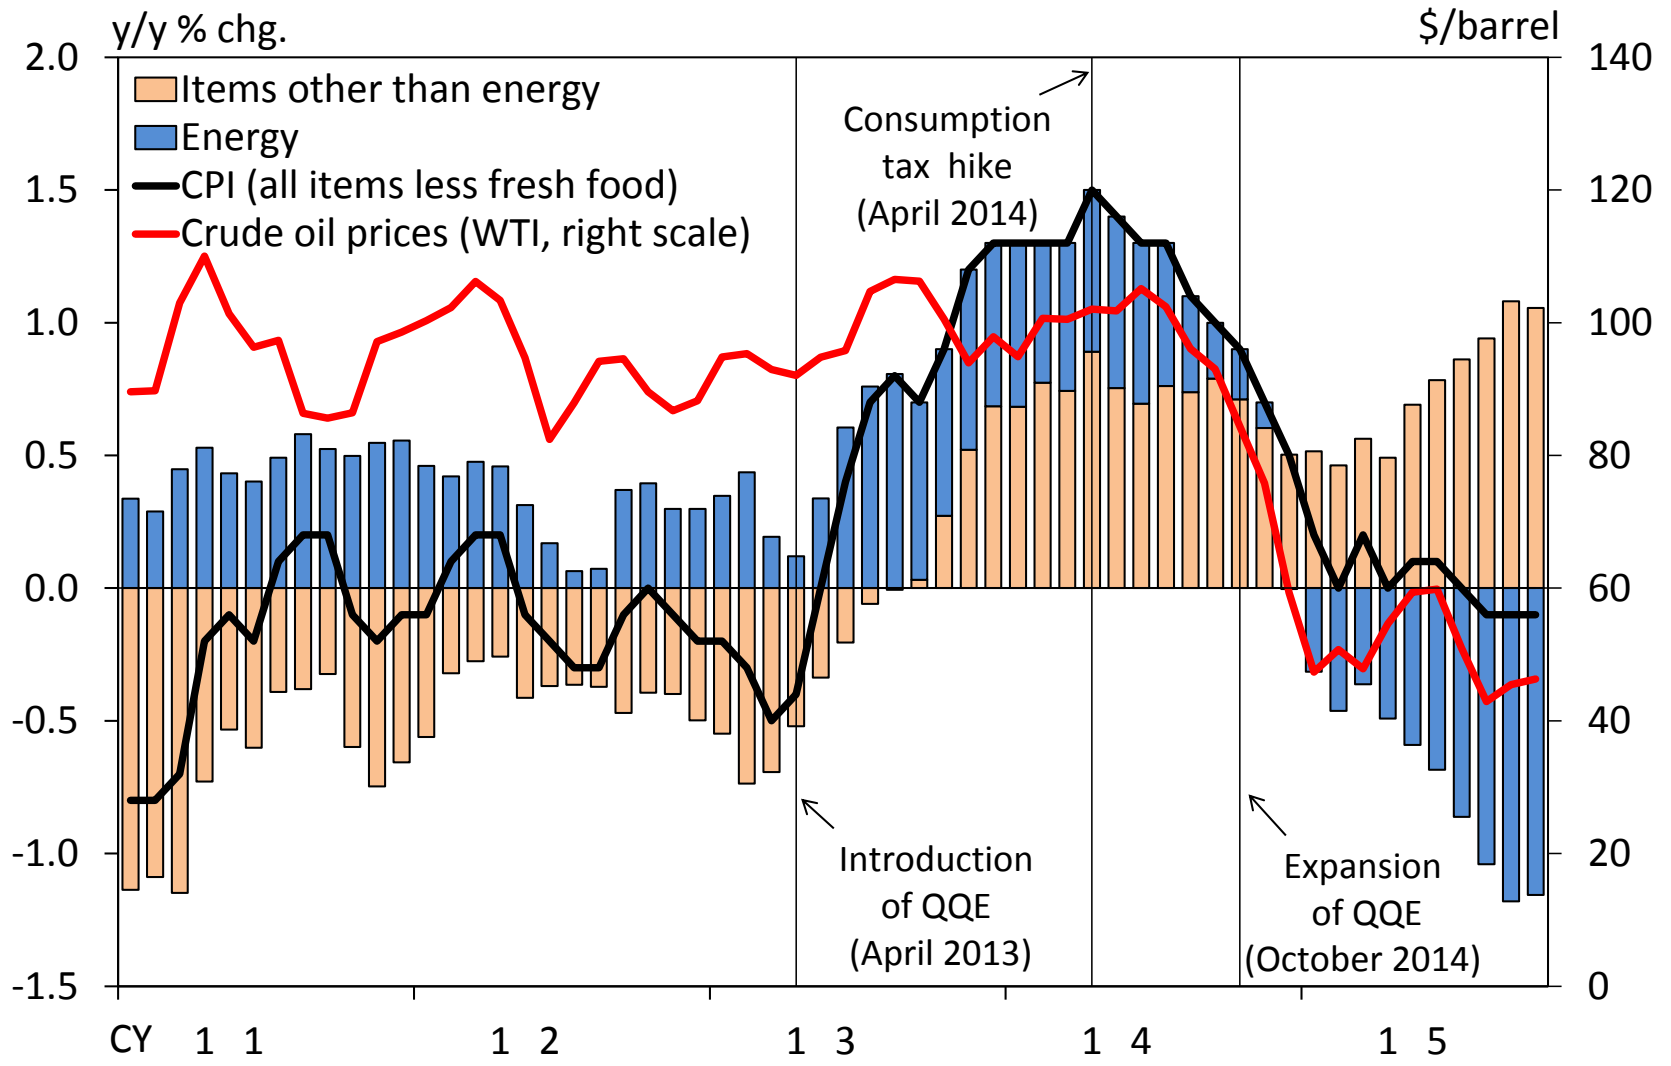 y/y % chg.
$/barrel
2.0
1.5
1.0
0.5
0.0
-0.5
-1.0
-1.5
Items other than energy
Energy
CPI (all items less fresh food)
Crude oil prices (WTI, right scale)
Consumption
tax hike
(April 2014)
Introduction
of QQE
(April 2013)
Expansion
of QQE
(October 2014)
140
120
100
80
60
40
20
0
CY 1 1 1 2 1 3 1 4 1 5